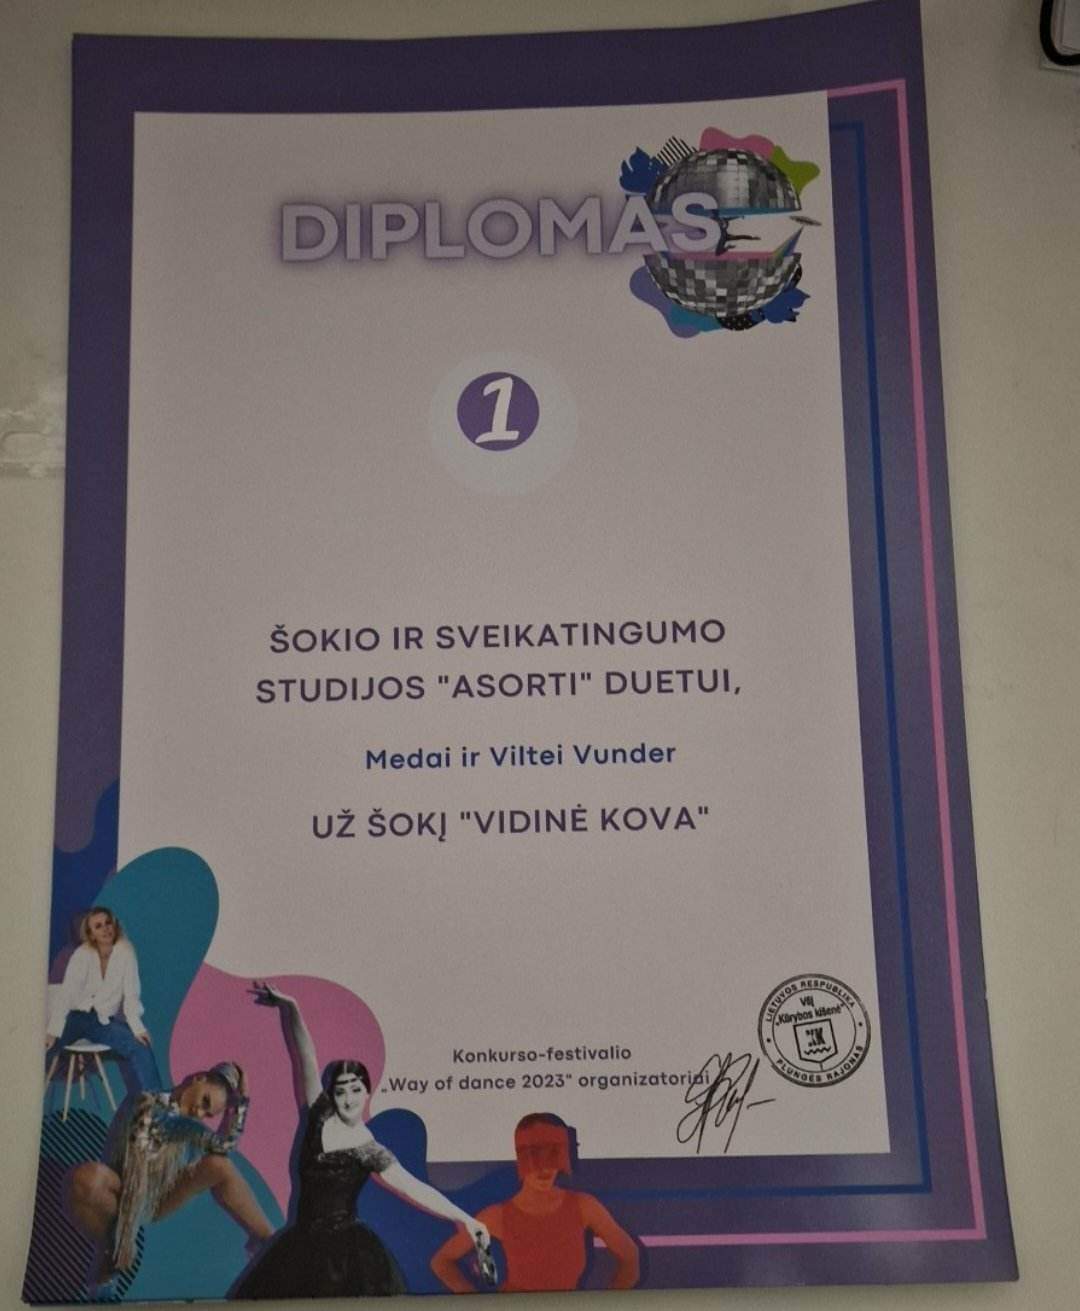 DIPLOMAS
1
ŠOKIO IR SVEIKATINGUMO
STUDIJOS "ASORTI" DUETUI,
Medai ir Viltei Vunder
UŽ ŠOKĮ "VIDINĖ KOVA"
Konkurso-festivalio
„Way of dance 2023" organizatoriai
LIETUVOS RESPUBLIKA
VšĮ
"Kūrybos kišenė"
PLUNGĖS RAJONAS